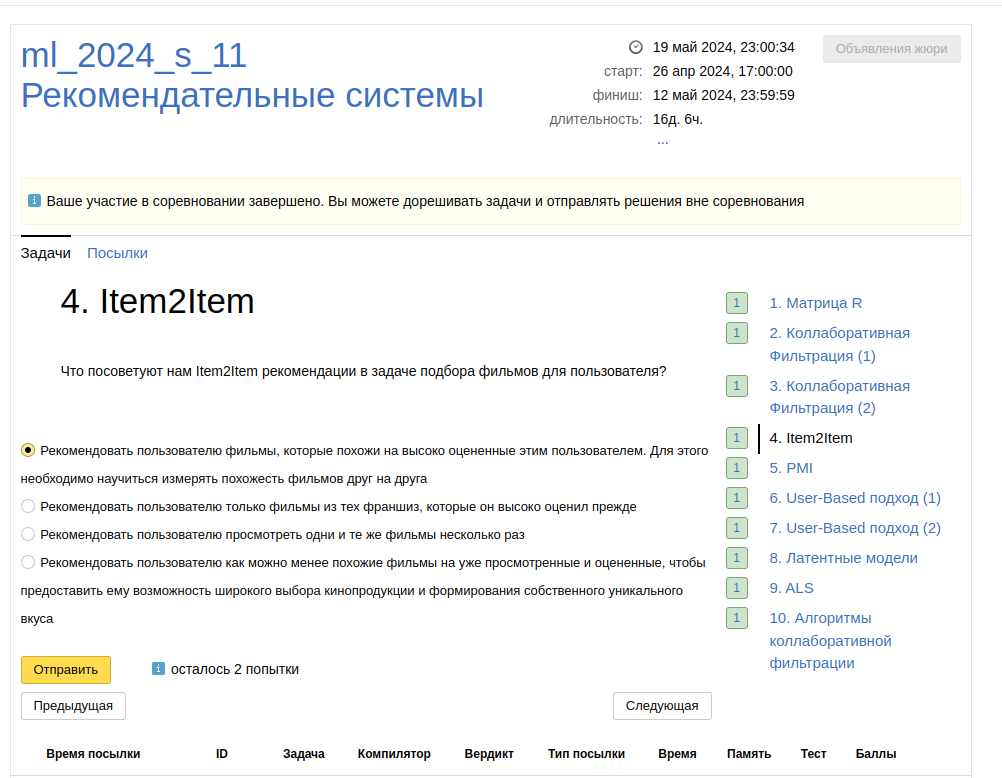 ml_2024_s_11
Рекомендательные системы
19 май 2024, 23:00:34
старт: 26 апр 2024, 17:00:00
финиш: 12 май 2024, 23:59:59
длительность: 16д. 6ч.
...
Объявления жюри
Ваше участие в соревновании завершено. Вы можете дорешивать задачи и отправлять решения вне соревнования
Задачи Посылки
4. Item2Item
Что посоветуют нам Item2Item рекомендации в задаче подбора фильмов для пользователя?
Рекомендовать пользователю фильмы, которые похожи на высоко оцененные этим пользователем. Для этого
необходимо научиться измерять похожесть фильмов друг на друга
Рекомендовать пользователю только фильмы из тех франшиз, которые он высоко оценил прежде
Рекомендовать пользователю просмотреть одни и те же фильмы несколько раз
Рекомендовать пользователю как можно менее похожие фильмы на уже просмотренные и оцененные, чтобы
предоставить ему возможность широкого выбора кинопродукции и формирования собственного уникального
вкуса
Отправить
осталось 2 попытки
Предыдущая
Следующая
1 1. Матрица R
1 2. Коллаборативная
Фильтрация (1)
1 3. Коллаборативная
Фильтрация (2)
1 4. Item2Item
1 5. PMI
1 6. User-Based подход (1)
1 7. User-Based подход (2)
1 8. Латентные модели
1 9. ALS
1 10. Алгоритмы
коллаборативной
фильтрации
Время посылки ID Задача Компилятор Вердикт Тип посылки Время Память Тест Баллы